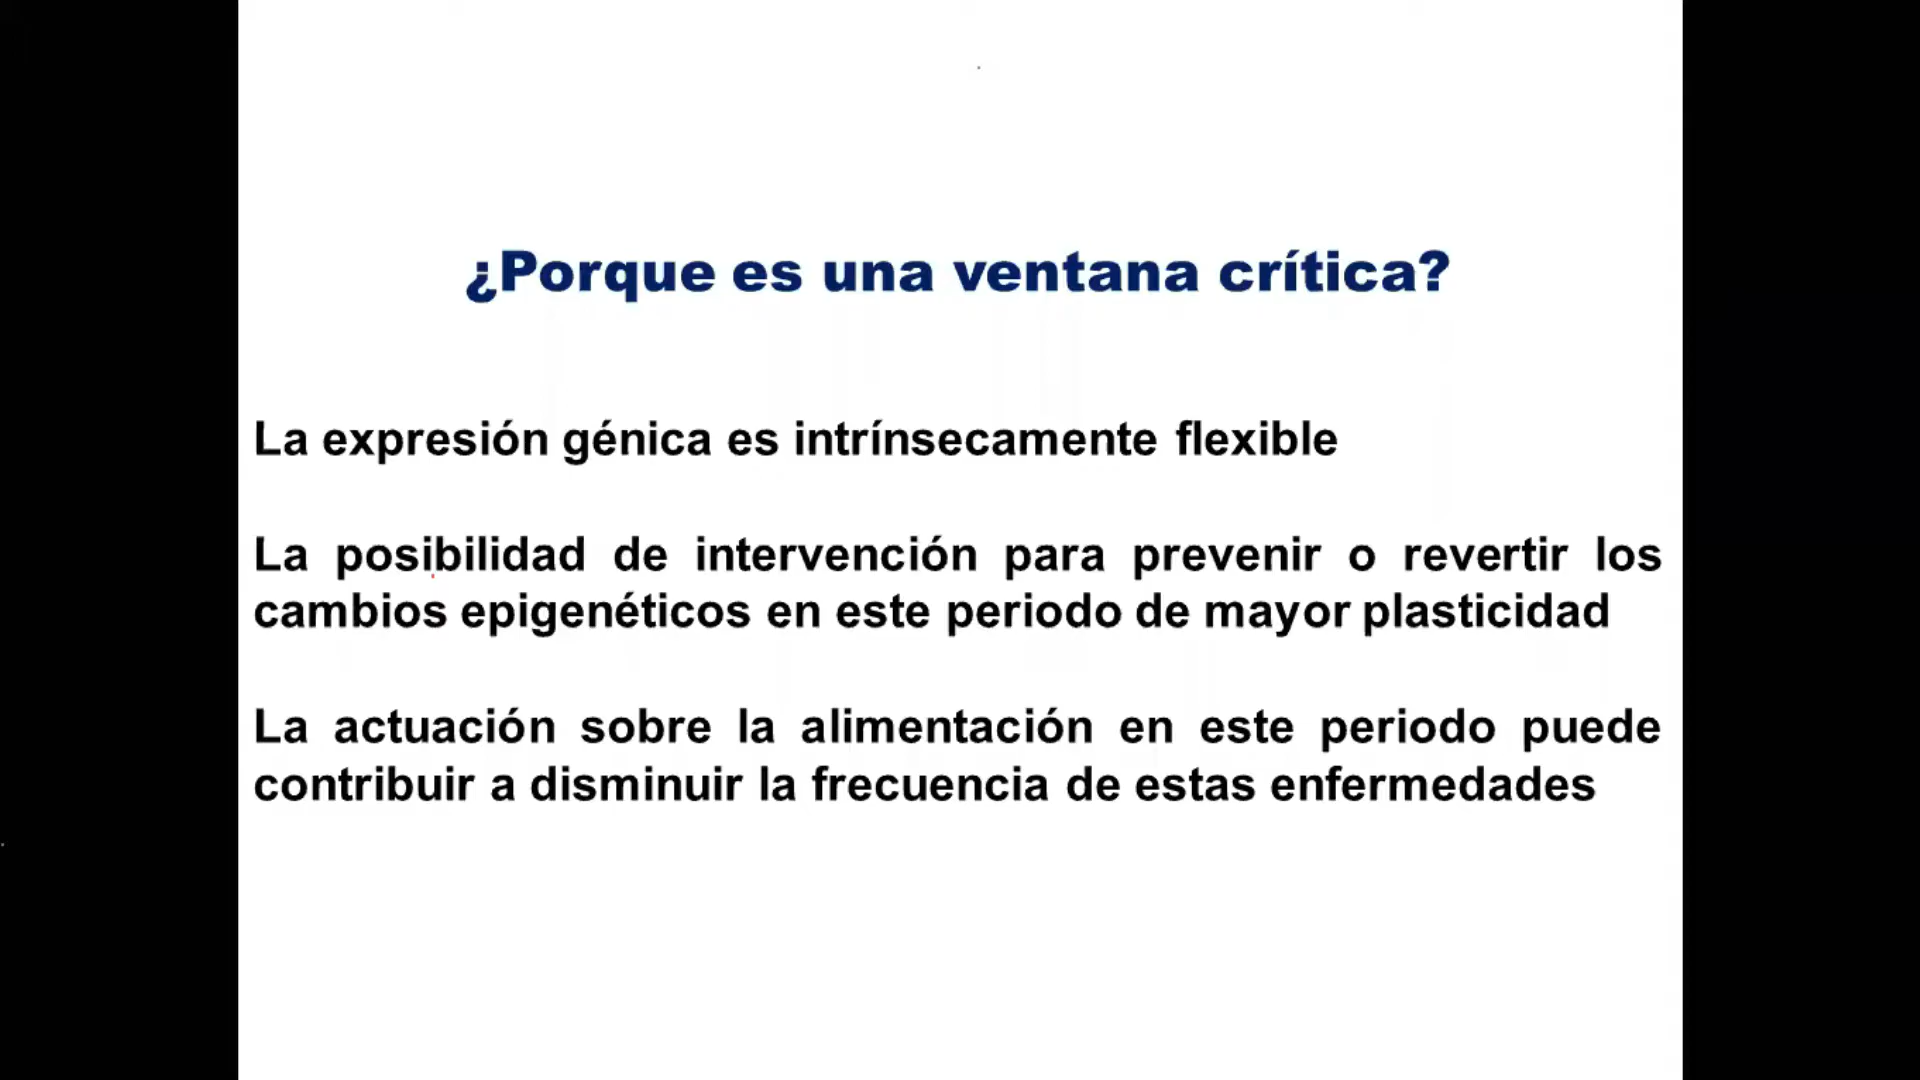 ¿Porque es una ventana crítica?
La expresión génica es intrínsecamente flexible
La posibilidad de intervención para prevenir o revertir los
cambios epigenéticos en este periodo de mayor plasticidad
La actuación sobre la alimentación en este periodo puede
contribuir a disminuir la frecuencia de estas enfermedades